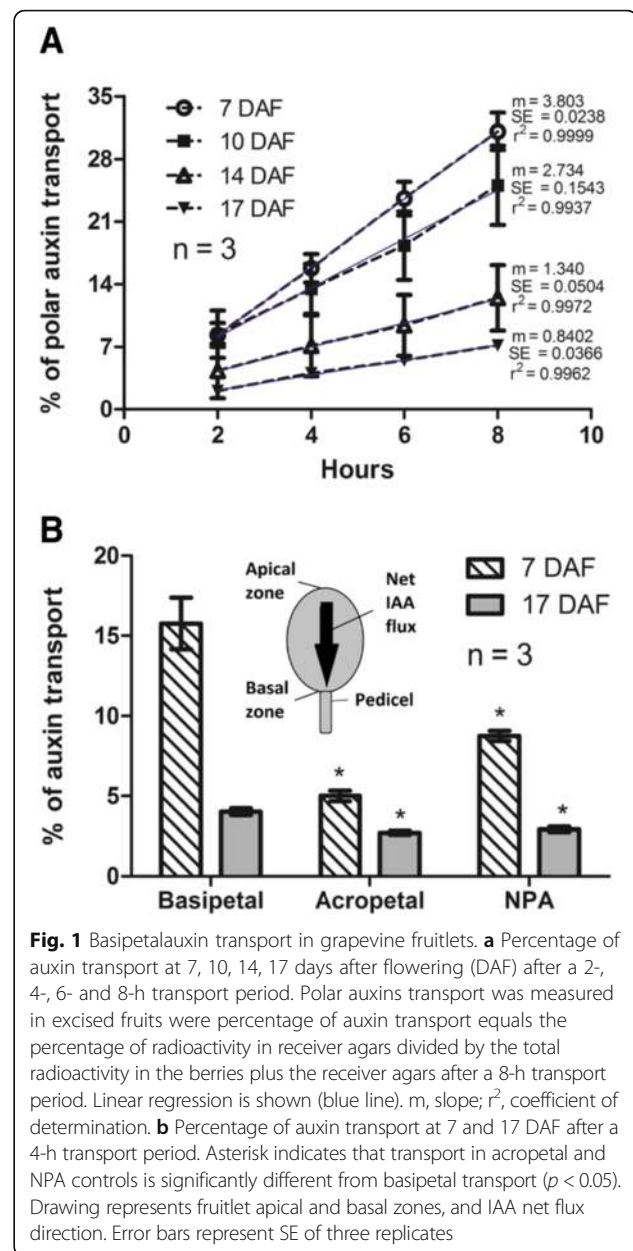 A
% of polar auxin transport
35
28
21
14
7
0
7 DAF
10 DAF
14 DAF
17 DAF
n = 3
m = 3.803
SE = 0.0238
r² = 0.9999
m = 2.734
SE = 0.1543
r² = 0.9937
m = 1.340
SE = 0.0504
r² = 0.9972
m = 0.8402
SE = 0.0366
r² = 0.9962
0 2 4 6 8 10
Hours
B
% of auxin transport
20
15
10
5
0
Apical
zone
Net
IAA
flux
Basal
zone
Pedicel
7 DAF
17 DAF
n = 3
*
*
*
*
Basipetal Acropetal NPA
Fig. 1 Basipetalauxin transport in grapevine fruitlets. a Percentage of
auxin transport at 7, 10, 14, 17 days after flowering (DAF) after a 2-,
4-, 6- and 8-h transport period. Polar auxins transport was measured
in excised fruits were percentage of auxin transport equals the
percentage of radioactivity in receiver agars divided by the total
radioactivity in the berries plus the receiver agars after a 8-h transport
period. Linear regression is shown (blue line). m, slope; r², coefficient of
determination. b Percentage of auxin transport at 7 and 17 DAF after a
4-h transport period. Asterisk indicates that transport in acropetal and
NPA controls is significantly different from basipetal transport (p < 0.05).
Drawing represents fruitlet apical and basal zones, and IAA net flux
direction. Error bars represent SE of three replicates